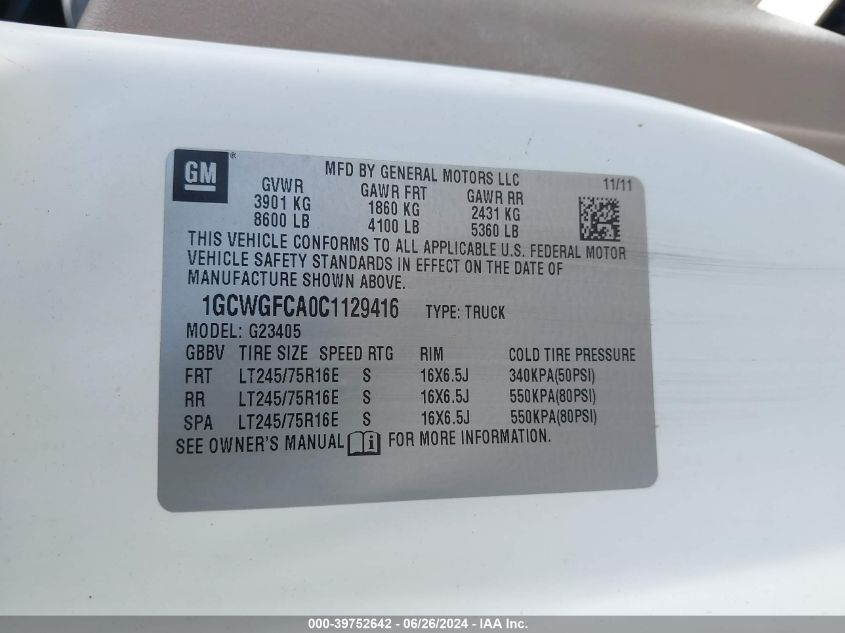 GM ®
MFD BY GENERAL MOTORS LLC 11/11
GVWR GAWR FRT GAWR RR
3901 KG 1860 KG 2431 KG
8600 LB 4100 LB 5360 LB
THIS VEHICLE CONFORMS TO ALL APPLICABLE U.S. FEDERAL MOTOR
VEHICLE SAFETY STANDARDS IN EFFECT ON THE DATE OF
MANUFACTURE SHOWN ABOVE.
1GCWGFCA0C1129416 TYPE: TRUCK
MODEL: G23405
GBBV TIRE SIZE SPEED RTG RIM COLD TIRE PRESSURE
FRT LT245/75R16E S 16X6.5J 340KPA(50PSI)
RR LT245/75R16E S 16X6.5J 550KPA(80PSI)
SPA LT245/75R16E S 16X6.5J 550KPA(80PSI)
SEE OWNER'S MANUAL i FOR MORE INFORMATION.
000-39752642 - 06/26/2024 - IAA Inc.